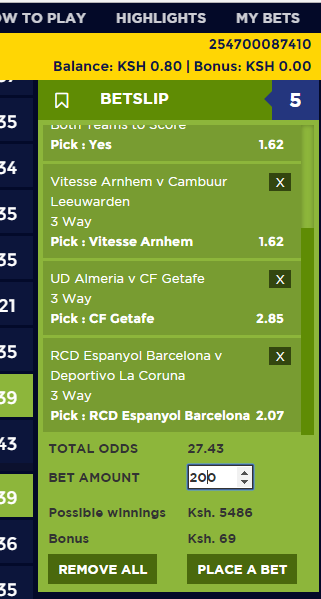 OW TO PLAY HIGHLIGHTS MY BETS
254700087410
Balance: KSH 0.80 | Bonus: KSH 0.00
BETSLIP 5
35
34
35
35
21
35
39
43
39
36
35
Both Teams to Score
Pick : Yes 1.62
Vitesse Arnhem v Cambuur X
Leeuwarden
3 Way
Pick : Vitesse Arnhem 1.62
UD Almeria v CF Getafe X
3 Way
Pick : CF Getafe 2.85
RCD Espanyol Barcelona v X
Deportivo La Coruna
3 Way
Pick : RCD Espanyol Barcelona 2.07
TOTAL ODDS 27.43
BET AMOUNT 200
Possible winnings Ksh. 5486
Bonus Ksh. 69
REMOVE ALL PLACE A BET